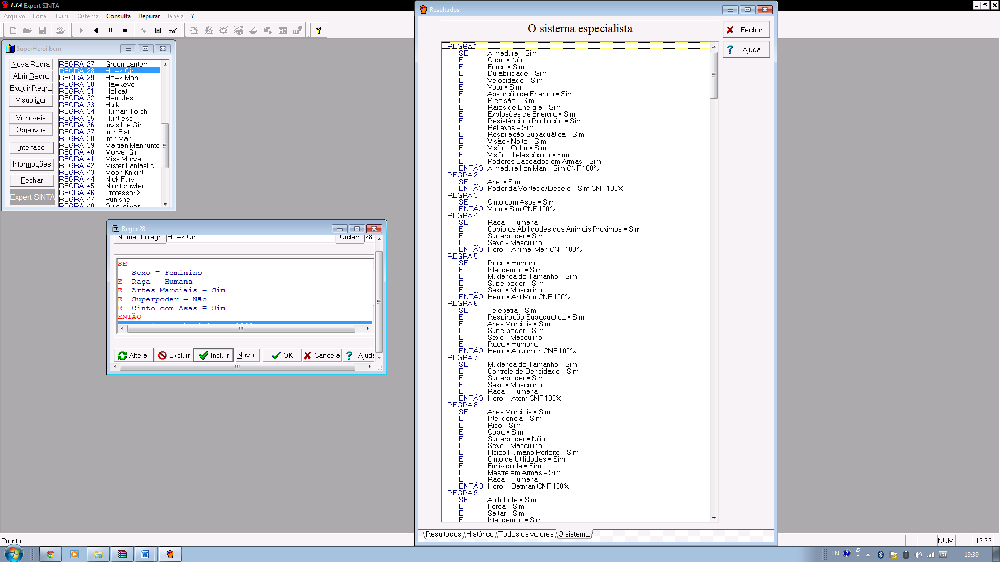 LIA Expert SINTA
Arquivo Editar Exibir Sistema Consulta Depurar Janela ?
SuperHeroi.bcm
Nova Regra
Abrir Regra
Excluir Regra
Visualizar
Variáveis
Objetivos
Interface
Informações
Fechar
Expert SINTA
REGRA 27 Green Lantern
REGRA 28 Hawk Girl
REGRA 29 Hawk Man
REGRA 30 Hawkeye
REGRA 31 Hellcat
REGRA 32 Hercules
REGRA 33 Hulk
REGRA 34 Human Torch
REGRA 35 Huntress
REGRA 36 Invisible Girl
REGRA 37 Iron Fist
REGRA 38 Iron Man
REGRA 39 Martian Manhunte
REGRA 40 Marvel Girl
REGRA 41 Miss Marvel
REGRA 42 Mister Fantastic
REGRA 43 Moon Knight
REGRA 44 Nick Fury
REGRA 45 Nightcrawler
REGRA 46 Professor X
REGRA 47 Punisher
REGRA 48 Quicksilver
Regra 28
Nome da regra: Hawk Girl Ordem: 28
SE
Sexo = Feminino
E Raça = Humana
E Artes Marciais = Sim
E Superpoder = Não
E Cinto com Asas = Sim
ENTÃO
Alterar Excluir Incluir Nova... OK Cancelar Ajuda
Resultados
O sistema especialista
Fechar
Ajuda
REGRA 1
SE Armadura = Sim
E Capa = Não
E Força = Sim
E Durabilidade = Sim
E Velocidade = Sim
E Voar = Sim
E Absorção de Energia = Sim
E Precisão = Sim
E Raios de Energia = Sim
E Explosões de Energia = Sim
E Resistência a Radiação = Sim
E Reflexos = Sim
E Respiração Subaquática = Sim
E Visão - Noite = Sim
E Visão - Calor = Sim
E Visão - Telescópica = Sim
E Poderes Baseados em Armas = Sim
ENTÃO Armadura Iron Man = Sim CNF 100%
REGRA 2
SE Anel = Sim
ENTÃO Poder da Vontade/Desejo = Sim CNF 100%
REGRA 3
SE Cinto com Asas = Sim
ENTÃO Voar = Sim CNF 100%
REGRA 4
SE Raça = Humana
E Copia as Abilidades dos Animais Próximos = Sim
E Superpoder = Sim
E Sexo = Masculino
ENTÃO Heroi = Animal Man CNF 100%
REGRA 5
SE Raça = Humana
E Inteligencia = Sim
E Mudança de Tamanho = Sim
E Superpoder = Sim
E Sexo = Masculino
ENTÃO Heroi = Ant Man CNF 100%
REGRA 6
SE Telepatia = Sim
E Respiração Subaquática = Sim
E Artes Marciais = Sim
E Superpoder = Sim
E Sexo = Masculino
E Raça = Humana
ENTÃO Heroi = Aquaman CNF 100%
REGRA 7
SE Mudança de Tamanho = Sim
E Controle de Densidade = Sim
E Superpoder = Sim
E Sexo = Masculino
E Raça = Humana
ENTÃO Heroi = Atom CNF 100%
REGRA 8
SE Artes Marciais = Sim
E Inteligencia = Sim
E Rico = Sim
E Capa = Sim
E Superpoder = Não
E Sexo = Masculino
E Físico Humano Perfeito = Sim
E Cinto de Utilidades = Sim
E Furtividade = Sim
E Mestre em Armas = Sim
E Raça = Humana
ENTÃO Heroi = Batman CNF 100%
REGRA 9
SE Agilidade = Sim
E Força = Sim
E Saltar = Sim
E Inteligencia = Sim
Resultados Histórico Todos os valores O sistema
Pronto.
NUM 19:39
EN 19:39